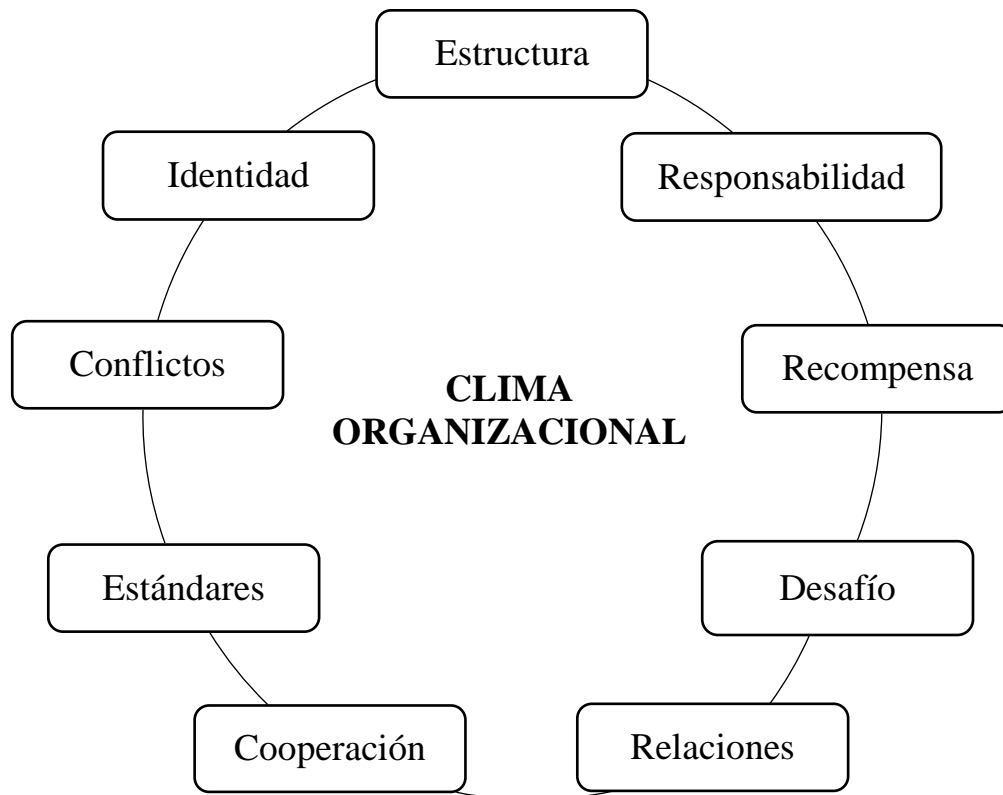 Estructura
Identidad
Responsabilidad
Conflictos
Recompensa
CLIMA
ORGANIZACIONAL
Estándares
Desafío
Cooperación
Relaciones